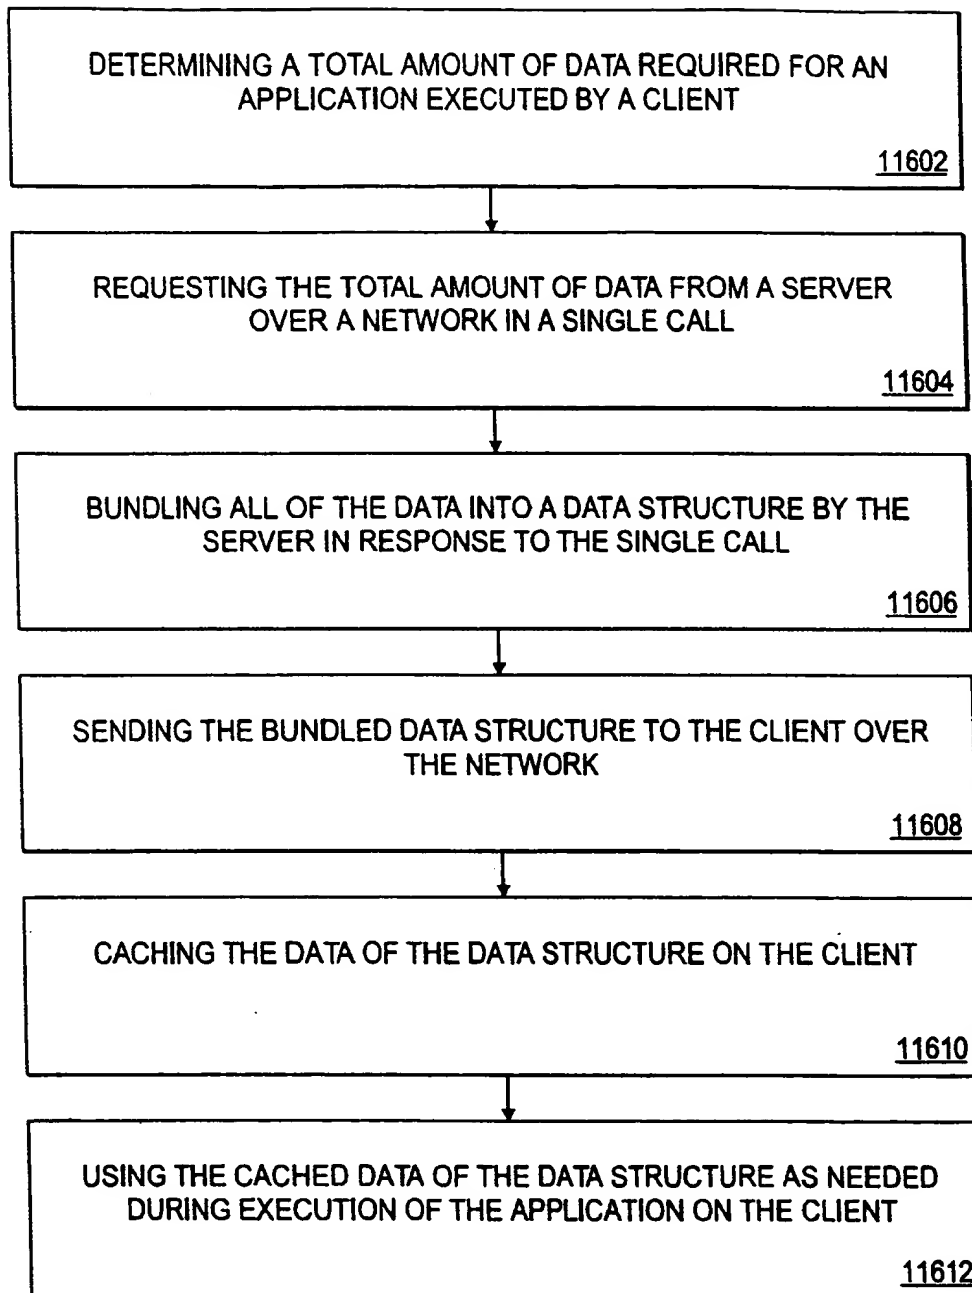 DETERMINING A TOTAL AMOUNT OF DATA REQUIRED FOR AN
APPLICATION EXECUTED BY A CLIENT
11602
REQUESTING THE TOTAL AMOUNT OF DATA FROM A SERVER
OVER A NETWORK IN A SINGLE CALL
11604
BUNDLING ALL OF THE DATA INTO A DATA STRUCTURE BY THE
SERVER IN RESPONSE TO THE SINGLE CALL
11606
SENDING THE BUNDLED DATA STRUCTURE TO THE CLIENT OVER
THE NETWORK
11608
CACHING THE DATA OF THE DATA STRUCTURE ON THE CLIENT
11610
USING THE CACHED DATA OF THE DATA STRUCTURE AS NEEDED
DURING EXECUTION OF THE APPLICATION ON THE CLIENT
11612